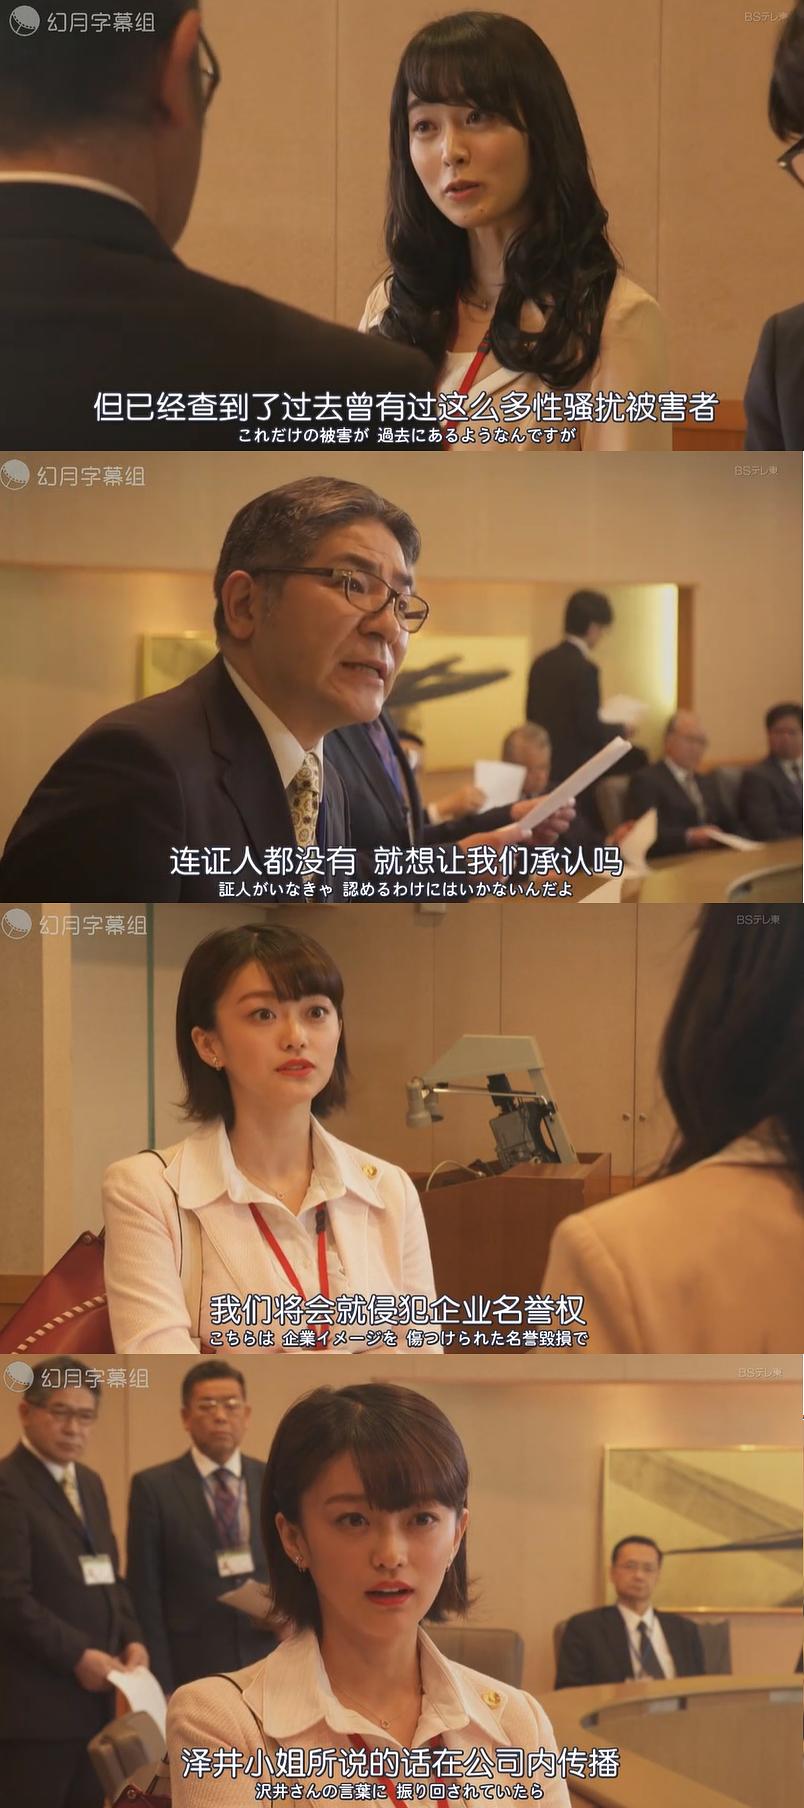 幻月字幕组
BSテレ東
但已经查到了过去曾有过这么多性骚扰被害者
これだけの被害が 過去にあるようなんですが
幻月字幕组
BSテレ東
连证人都没有 就想让我们承认吗
証人がいなきゃ 認めるわけにはいかないんだよ
幻月字幕组
BSテレ東
我们将会就侵犯企业名誉权
こちらは 企業イメージを 傷つけられた名誉毀損で
幻月字幕组
BSテレ東
泽井小姐所说的话在公司内传播
沢井さんの言葉に 振り回されていたら